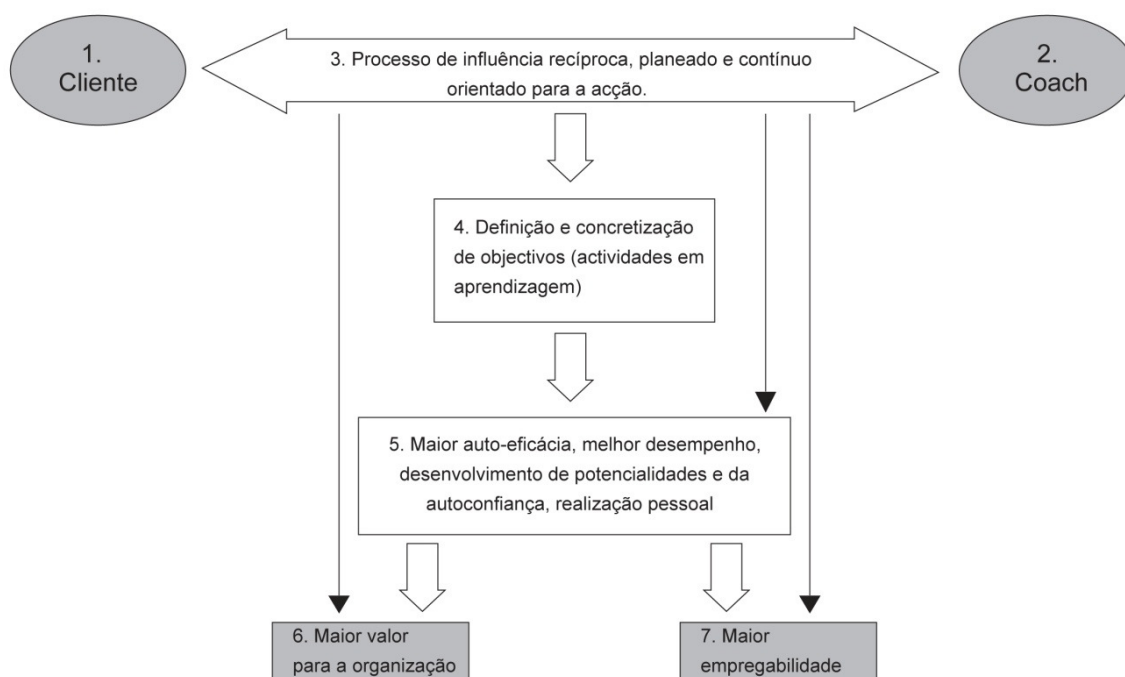 1.
Cliente
3. Processo de influência recíproca, planeado e contínuo
orientado para a acção.
2.
Coach
4. Definição e concretização
de objectivos (actividades em
aprendizagem)
5. Maior auto-eficácia, melhor desempenho,
desenvolvimento de potencialidades e da
autoconfiança, realização pessoal
6. Maior valor
para a organização
7. Maior
empregabilidade